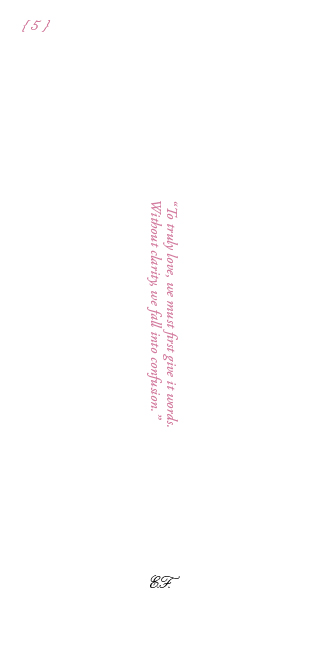 { 5 }
“To truly love, we must first give it words.
Without clarity, we fall into confusion.”
E.F.